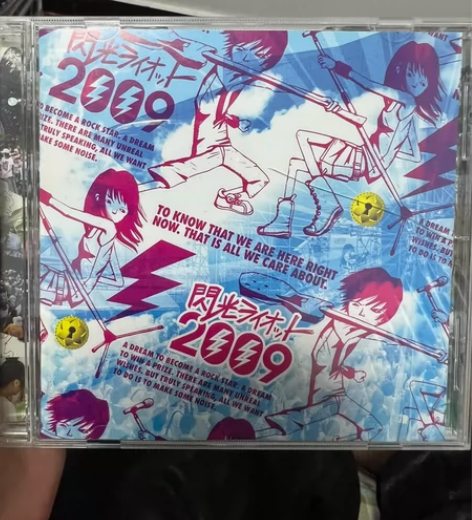 閃光ライオット
2009
O BECOME A ROCK STAR. A DREAM
IZE. THERE ARE MANY UNREAL
TRULY SPEAKING, ALL WE WANT
AKE SOME NOISE.
WANT
TO KNOW THAT WE ARE HERE RIGHT
NOW. THAT IS ALL WE CARE ABOUT.
A DREAM
TO WIN A P
WISHES, BUT
TO DO IS TO M
閃光ライオット
2009
A DREAM TO BECOME A ROCK STAR. A DREAM
TO WIN A PRIZE. THERE ARE MANY UNREAL
WISHES, BUT TRULY SPEAKING, ALL WE WANT
TO DO IS TO MAKE SOME NOISE.